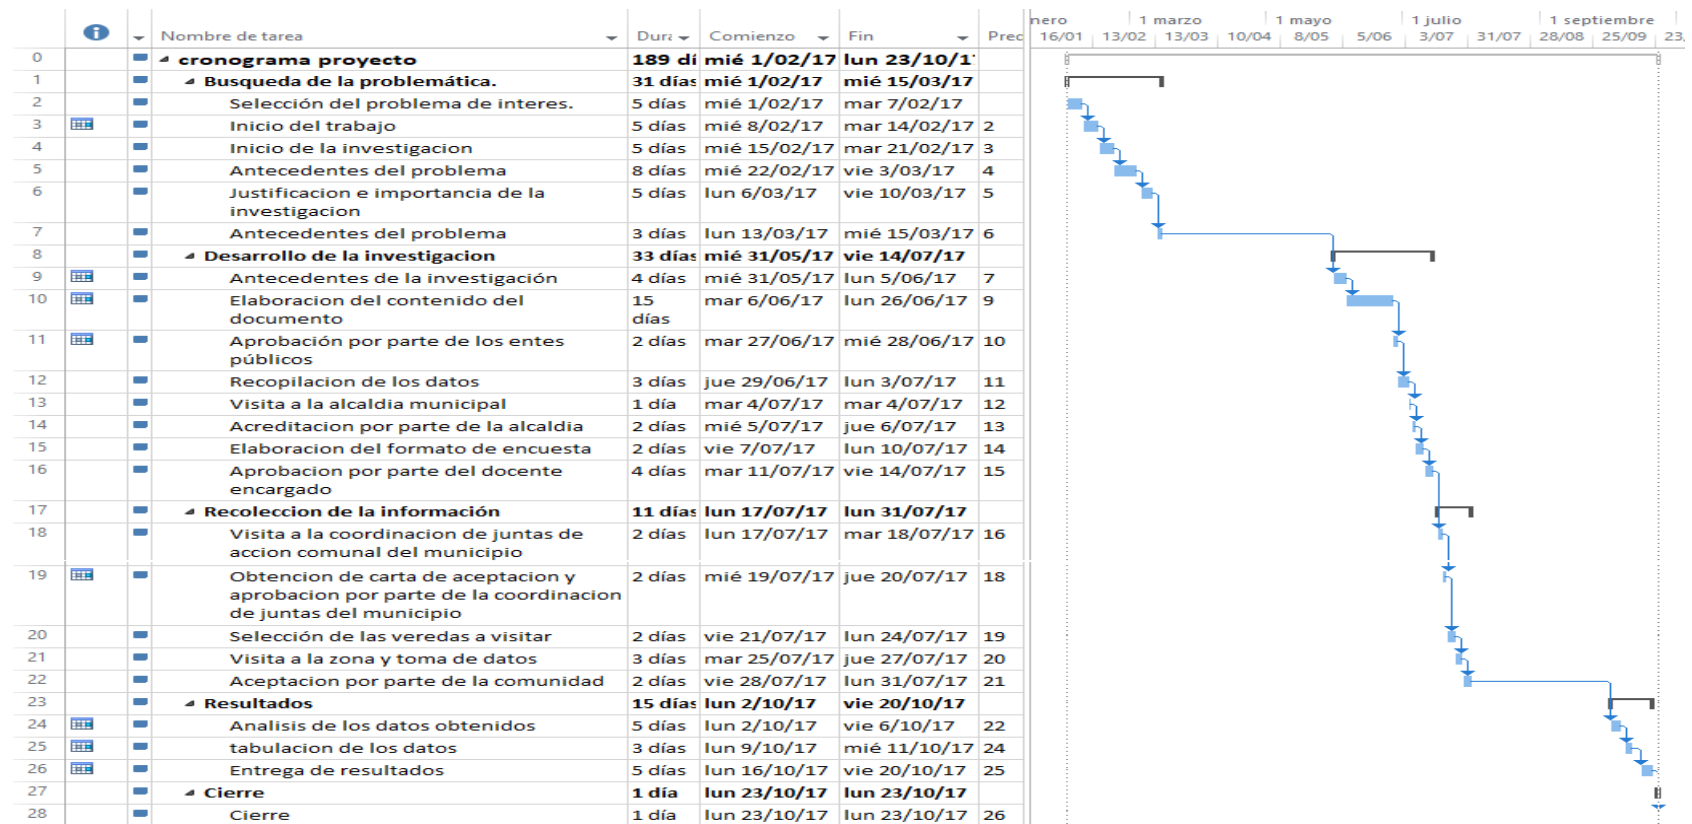 nero 1 marzo 1 mayo 1 julio 1 septiembre
Nombre de tarea Dura Comienzo Fin Pred 16/01 13/02 13/03 10/04 8/05 5/06 3/07 31/07 28/08 25/09 23/
0 cronograma proyecto 189 dí mié 1/02/17 lun 23/10/1
1 Busqueda de la problemática. 31 días mié 1/02/17 mié 15/03/17
2 Selección del problema de interes. 5 días mié 1/02/17 mar 7/02/17
3 Inicio del trabajo 5 días mié 8/02/17 mar 14/02/17 2
4 Inicio de la investigacion 5 días mié 15/02/17 mar 21/02/17 3
5 Antecedentes del problema 8 días mié 22/02/17 vie 3/03/17 4
6 Justificacion e importancia de la 5 días lun 6/03/17 vie 10/03/17 5
investigacion
7 Antecedentes del problema 3 días lun 13/03/17 mié 15/03/17 6
8 Desarrollo de la investigacion 33 días mié 31/05/17 vie 14/07/17
9 Antecedentes de la investigación 4 días mié 31/05/17 lun 5/06/17 7
10 Elaboracion del contenido del 15 mar 6/06/17 lun 26/06/17 9
documento días
11 Aprobación por parte de los entes 2 días mar 27/06/17 mié 28/06/17 10
públicos
12 Recopilacion de los datos 3 días jue 29/06/17 lun 3/07/17 11
13 Visita a la alcaldia municipal 1 día mar 4/07/17 mar 4/07/17 12
14 Acreditacion por parte de la alcaldia 2 días mié 5/07/17 jue 6/07/17 13
15 Elaboracion del formato de encuesta 2 días vie 7/07/17 lun 10/07/17 14
16 Aprobacion por parte del docente 4 días mar 11/07/17 vie 14/07/17 15
encargado
17 Recoleccion de la información 11 días lun 17/07/17 lun 31/07/17
18 Visita a la coordinacion de juntas de 2 días lun 17/07/17 mar 18/07/17 16
accion comunal del municipio
19 Obtencion de carta de aceptacion y 2 días mié 19/07/17 jue 20/07/17 18
aprobacion por parte de la coordinacion
de juntas del municipio
20 Selección de las veredas a visitar 2 días vie 21/07/17 lun 24/07/17 19
21 Visita a la zona y toma de datos 3 días mar 25/07/17 jue 27/07/17 20
22 Aceptacion por parte de la comunidad 2 días vie 28/07/17 lun 31/07/17 21
23 Resultados 15 días lun 2/10/17 vie 20/10/17
24 Analisis de los datos obtenidos 5 días lun 2/10/17 vie 6/10/17 22
25 tabulacion de los datos 3 días lun 9/10/17 mié 11/10/17 24
26 Entrega de resultados 5 días lun 16/10/17 vie 20/10/17 25
27 Cierre 1 día lun 23/10/17 lun 23/10/17
28 Cierre 1 día lun 23/10/17 lun 23/10/17 26